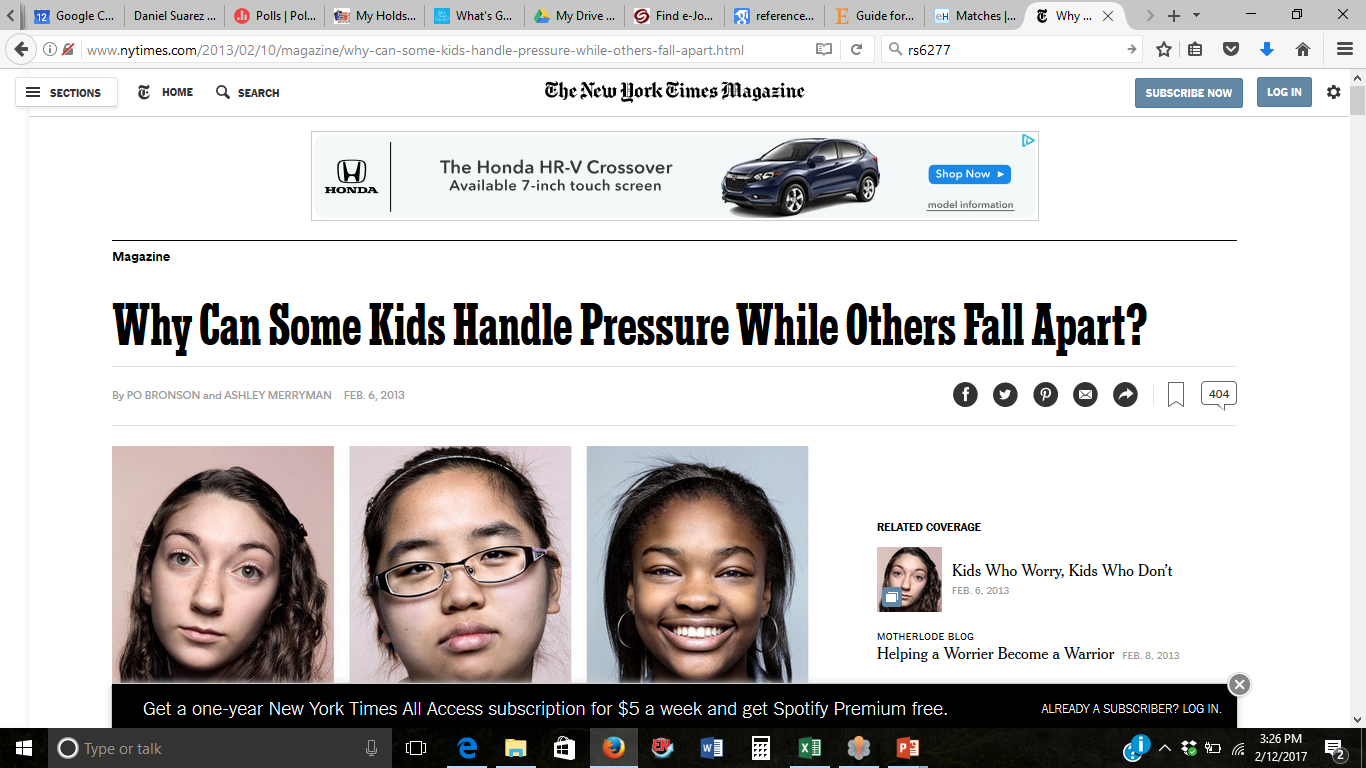 12 Google C...
Daniel Suarez ...
Polls | Pol...
My Holds...
What's G...
My Drive ...
Find e-Jo...
reference...
Guide for...
eH Matches |...
Why ...
www.nytimes.com/2013/02/10/magazine/why-can-some-kids-handle-pressure-while-others-fall-apart.html
rs6277
SECTIONS
HOME
SEARCH
The New York Times Magazine
SUBSCRIBE NOW
LOG IN
HONDA
The Honda HR-V Crossover
Available 7-inch touch screen
Shop Now
model information
Magazine
Why Can Some Kids Handle Pressure While Others Fall Apart?
By PO BRONSON and ASHLEY MERRYMAN FEB. 6, 2013
404
RELATED COVERAGE
Kids Who Worry, Kids Who Don't
FEB. 6, 2013
MOTHERLODE BLOG
Helping a Worrier Become a Warrior FEB. 8, 2013
Get a one-year New York Times All Access subscription for $5 a week and get Spotify Premium free.
ALREADY A SUBSCRIBER? LOG IN.
Type or talk
3:26 PM
2/12/2017
2